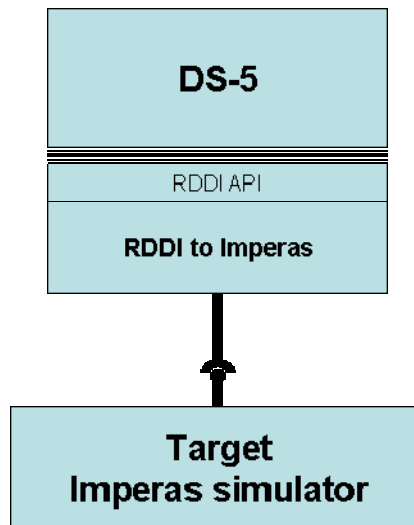 DS-5
RDDI API
RDDI to Imperas
Target
Imperas simulator